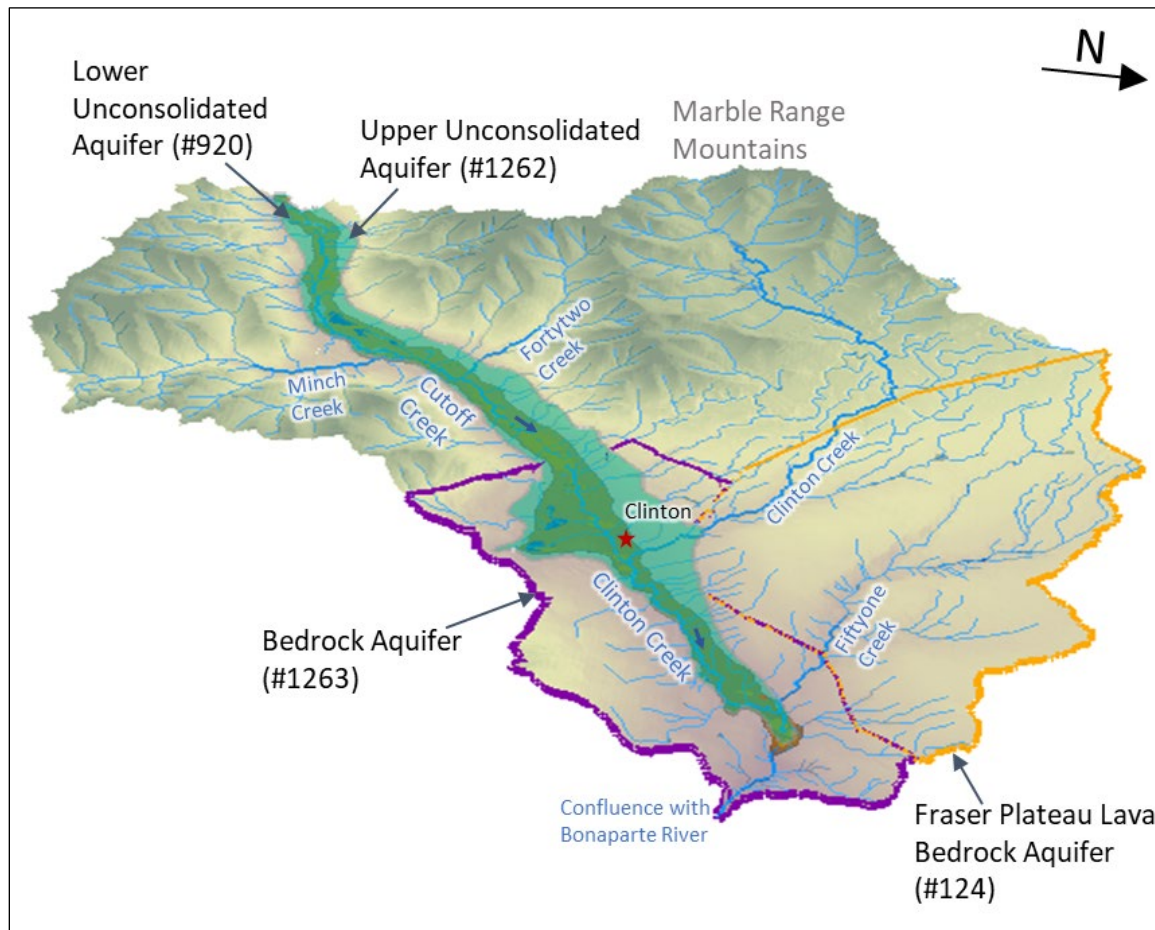 N
Lower
Unconsolidated
Aquifer (#920)
Upper Unconsolidated
Aquifer (#1262)
Marble Range
Mountains
Fortytwo
Creek
Minch
Creek
Cutoff
Creek
Clinton Creek
Clinton
Clinton Creek
Fiftyone
Creek
Bedrock Aquifer
(#1263)
Confluence with
Bonaparte River
Fraser Plateau Lava
Bedrock Aquifer
(#124)